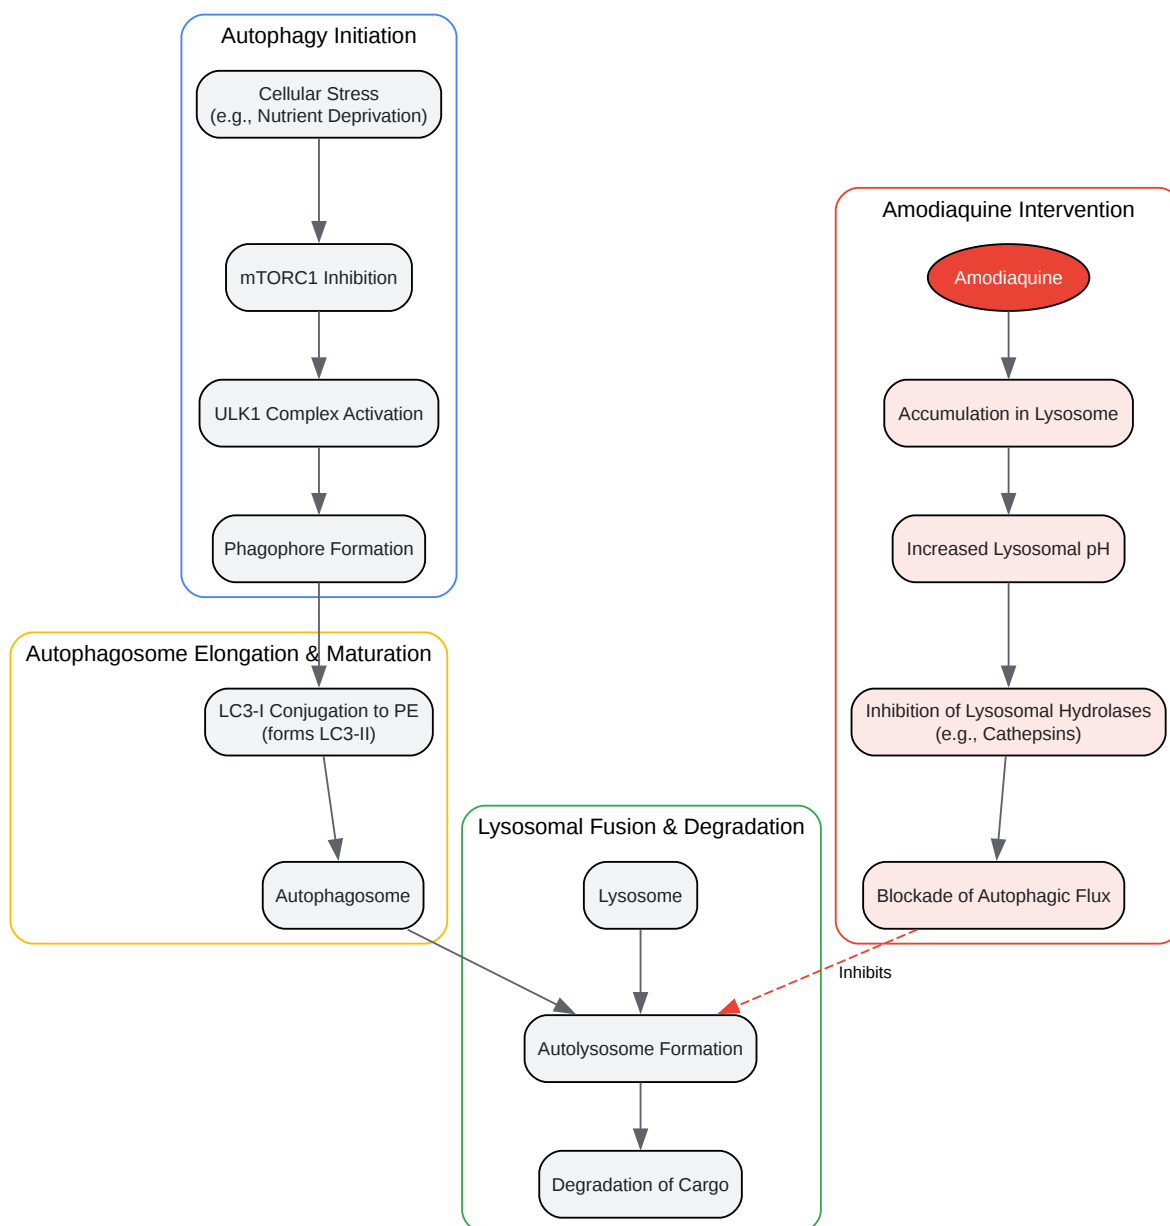 Autophagy Initiation
Cellular Stress
(e.g., Nutrient Deprivation)
mTORC1 Inhibition
ULK1 Complex Activation
Phagophore Formation
Autophagosome Elongation & Maturation
LC3-I Conjugation to PE
(forms LC3-II)
Autophagosome
Lysosomal Fusion & Degradation
Lysosome
Autolysosome Formation
Degradation of Cargo
Amodiaquine Intervention
Amodiaquine
Accumulation in Lysosome
Increased Lysosomal pH
Inhibition of Lysosomal Hydrolases
(e.g., Cathepsins)
Blockade of Autophagic Flux
Inhibits